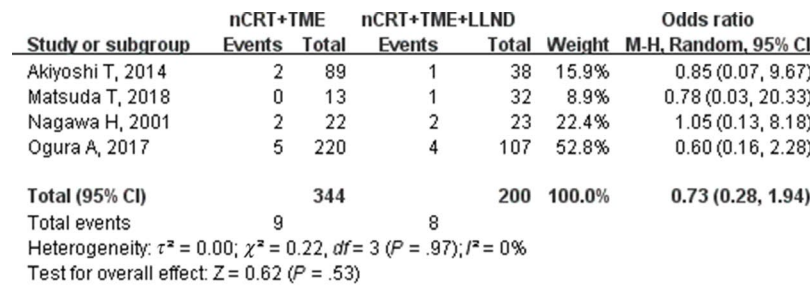 nCRT+TME nCRT+TME+LLND Odds ratio
Study or subgroup Events Total Events Total Weight M-H, Random, 95% CI
Akiyoshi T, 2014 2 89 1 38 15.9% 0.85 (0.07, 9.67)
Matsuda T, 2018 0 13 1 32 8.9% 0.78 (0.03, 20.33)
Nagawa H, 2001 2 22 2 23 22.4% 1.05 (0.13, 8.18)
Ogura A, 2017 5 220 4 107 52.8% 0.60 (0.16, 2.28)
Total (95% CI) 344 200 100.0% 0.73 (0.28, 1.94)
Total events 9 8
Heterogeneity: τ² = 0.00; χ² = 0.22, df = 3 (P = .97); I² = 0%
Test for overall effect: Z = 0.62 (P = .53)